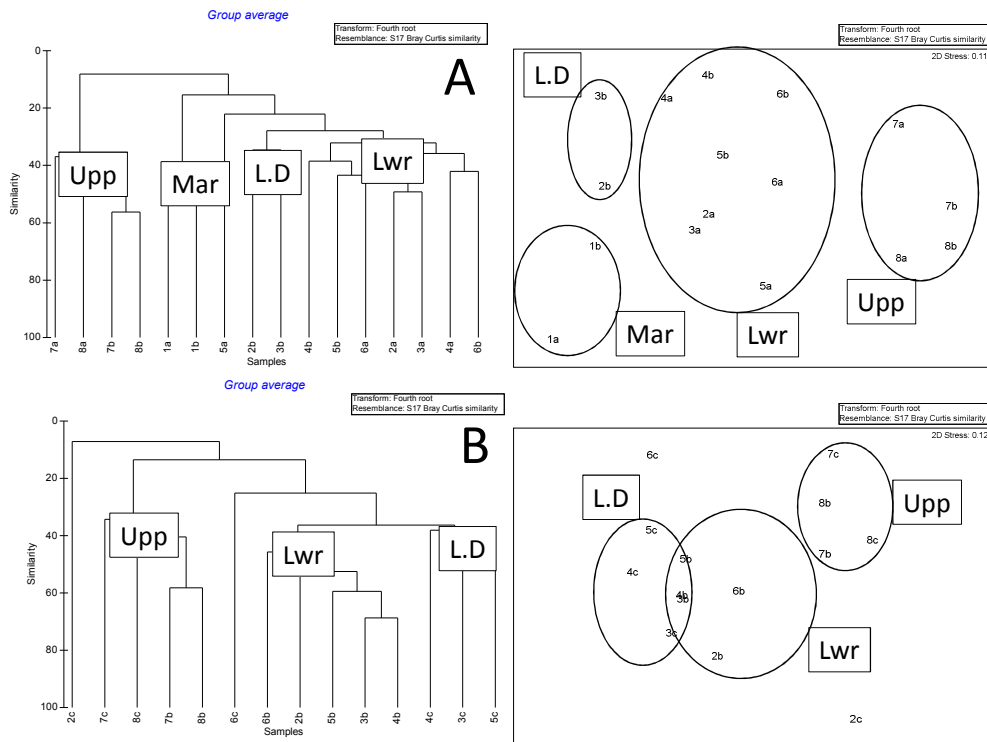 Group average
Transform: Fourth root
Resemblance: S17 Bray Curtis similarity
A
0
20
40
60
80
100
Similarity
Upp
Mar
L.D
Lwr
7a 8a 7b 8b 1a 1b 5a 2b 3b 4b 5b 6a 2a 3a 4a 6b
Samples
Transform: Fourth root
Resemblance: S17 Bray Curtis similarity
2D Stress: 0.11
L.D
3b
2b
4b
4a
6b
5b
6a
2a
3a
5a
7a
7b
8b
8a
1b
1a
Mar
Lwr
Upp
Group average
Transform: Fourth root
Resemblance: S17 Bray Curtis similarity
B
0
20
40
60
80
100
Similarity
Upp
Lwr
L.D
2c 7c 8c 7b 8b 6c 6b 2b 5b 3b 4b 4c 3c 5c
Samples
Transform: Fourth root
Resemblance: S17 Bray Curtis similarity
2D Stress: 0.12
6c
7c
L.D
8b
Upp
5c
8c
7b
5b
4c
6b
4b
3b
3c
2b
Lwr
2c